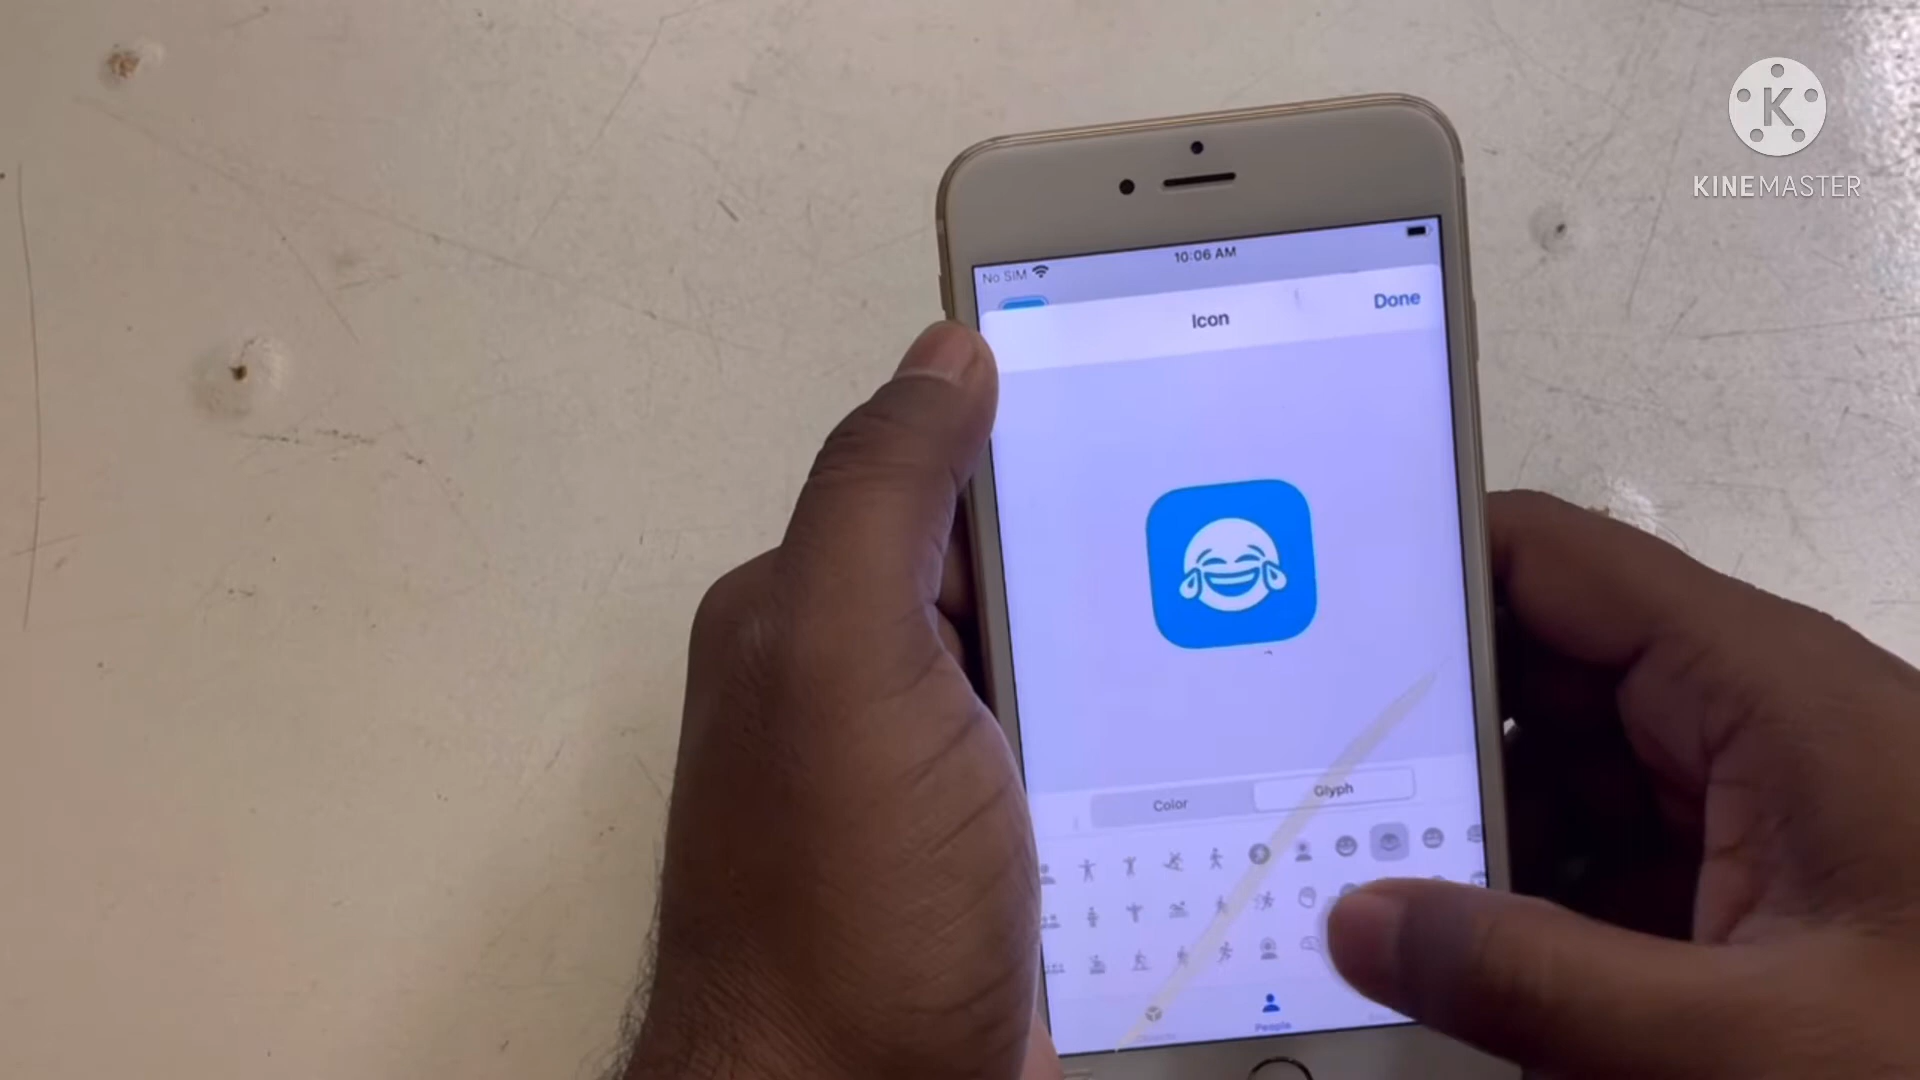 K
KINEMASTER
No SIM
10:06 AM
Icon
Done
Color
Glyph
People